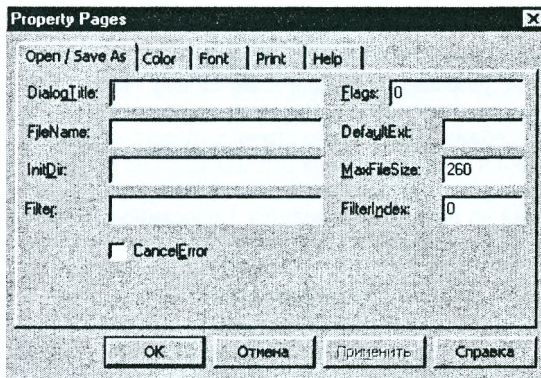 Property Pages
Open / Save As Color Font Print Help
DialogTitle: Flags: 0
FileName: DefaultExt:
InitDir: MaxFileSize: 260
Filter: FilterIndex: 0
CancelError
OK Отмена Применить Справка